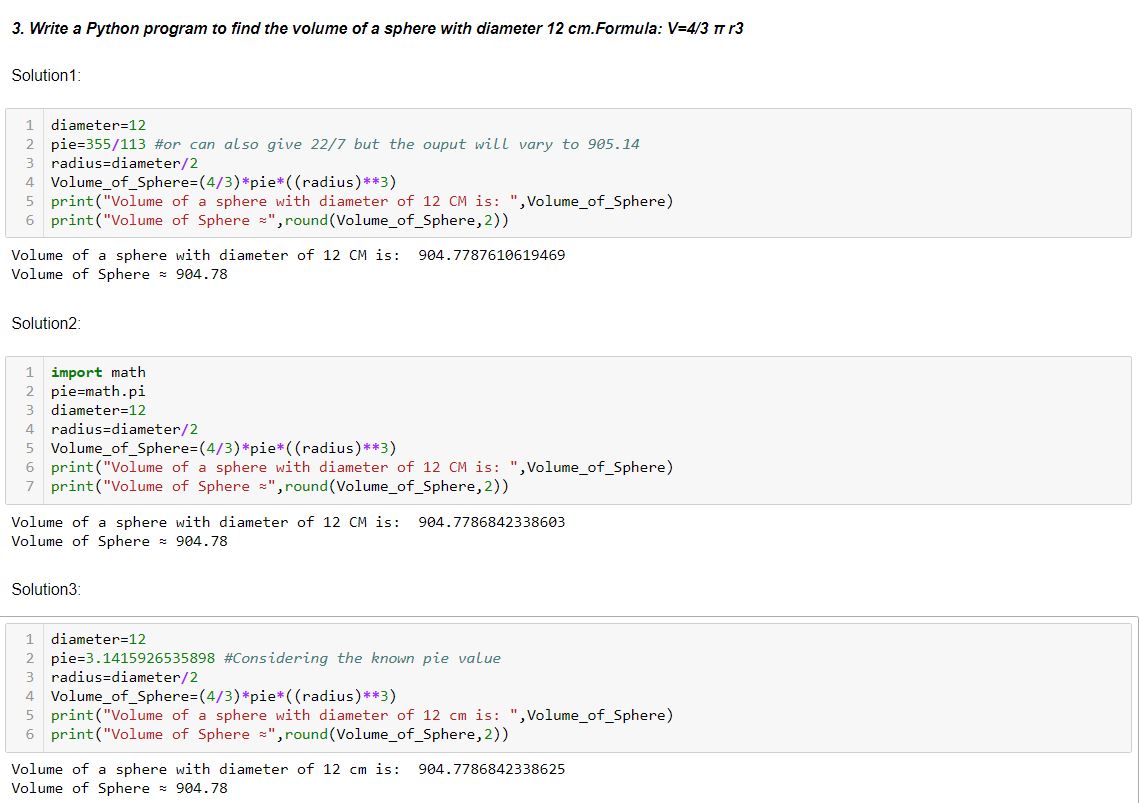 3. Write a Python program to find the volume of a sphere with diameter 12 cm.Formula: V=4/3 π r3
Solution1:
1 diameter=12
2 pie=355/113 #or can also give 22/7 but the ouput will vary to 905.14
3 radius=diameter/2
4 Volume_of_Sphere=(4/3)*pie*((radius)**3)
5 print("Volume of a sphere with diameter of 12 CM is: ",Volume_of_Sphere)
6 print("Volume of Sphere ≈",round(Volume_of_Sphere,2))
Volume of a sphere with diameter of 12 CM is:  904.7787610619469
Volume of Sphere ≈ 904.78
Solution2:
1 import math
2 pie=math.pi
3 diameter=12
4 radius=diameter/2
5 Volume_of_Sphere=(4/3)*pie*((radius)**3)
6 print("Volume of a sphere with diameter of 12 CM is: ",Volume_of_Sphere)
7 print("Volume of Sphere ≈",round(Volume_of_Sphere,2))
Volume of a sphere with diameter of 12 CM is:  904.7786842338603
Volume of Sphere ≈ 904.78
Solution3:
1 diameter=12
2 pie=3.1415926535898 #Considering the known pie value
3 radius=diameter/2
4 Volume_of_Sphere=(4/3)*pie*((radius)**3)
5 print("Volume of a sphere with diameter of 12 cm is: ",Volume_of_Sphere)
6 print("Volume of Sphere ≈",round(Volume_of_Sphere,2))
Volume of a sphere with diameter of 12 cm is:  904.7786842338625
Volume of Sphere ≈ 904.78